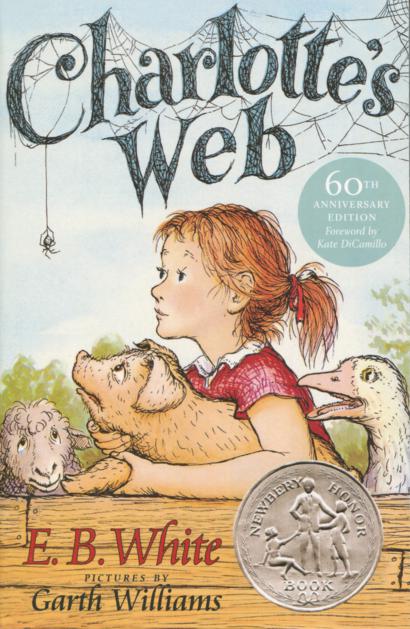 Charlotte's
Web
60TH
ANNIVERSARY
EDITION
Foreword by
Kate DiCamillo
E. B. White
PICTURES BY
Garth Williams
NEWBERY HONOR
BOOK